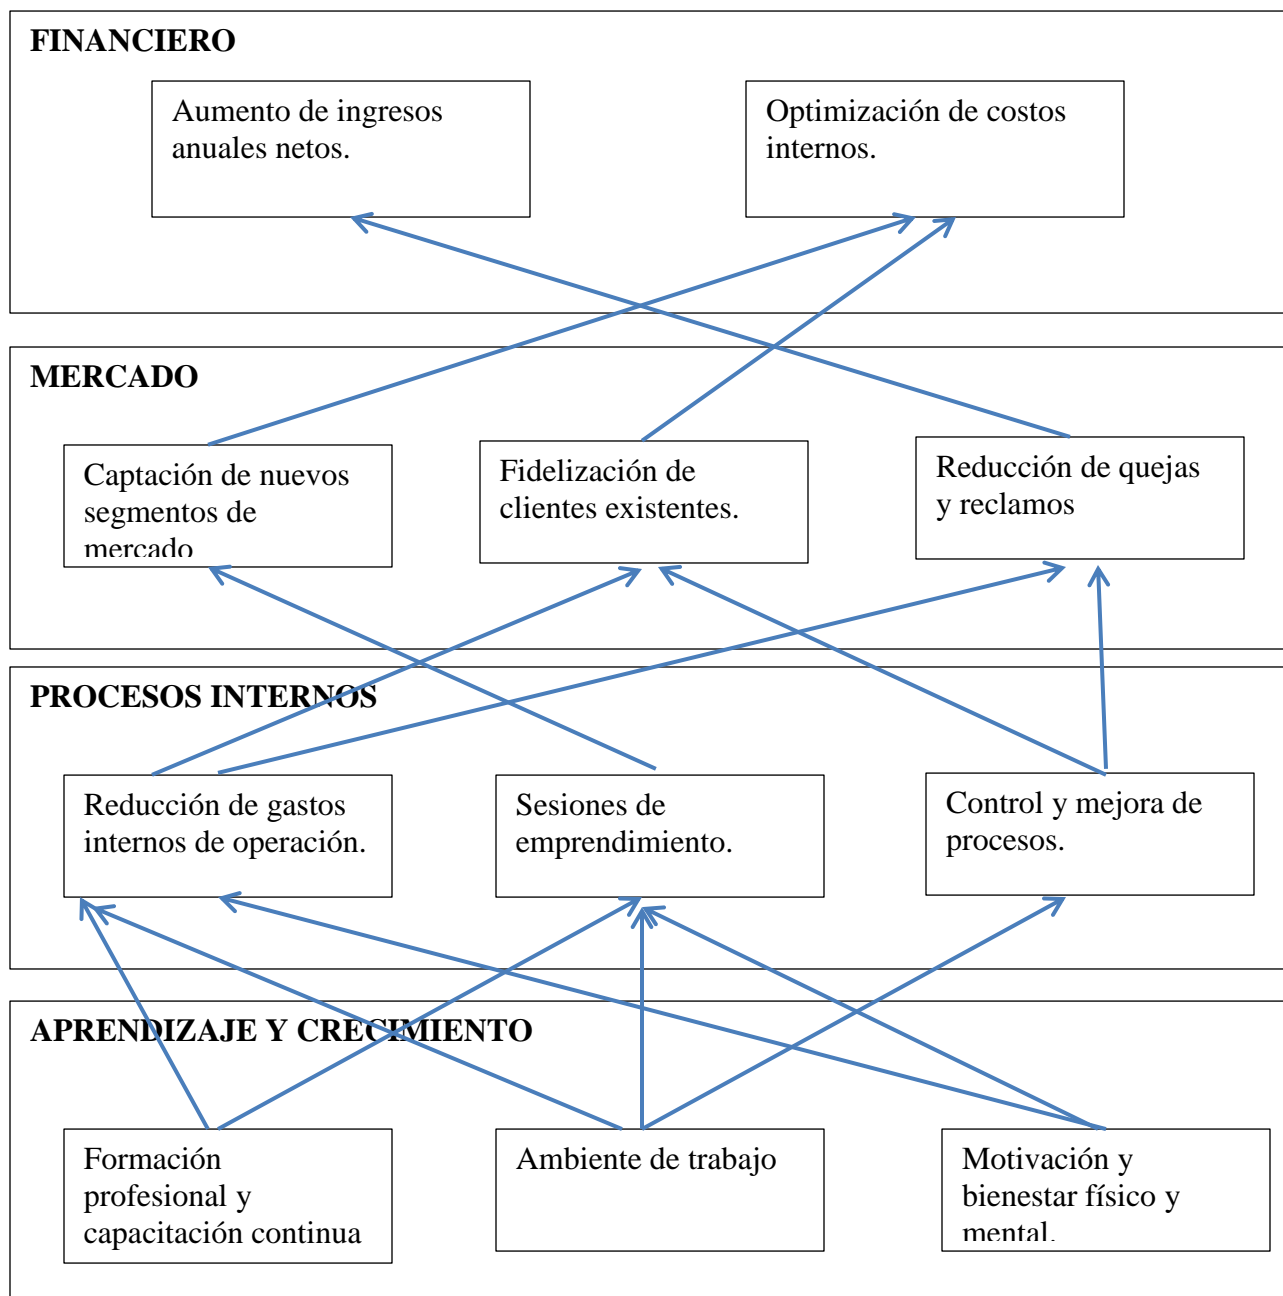 FINANCIERO
Aumento de ingresos
anuales netos.
Optimización de costos
internos.
MERCADO
Captación de nuevos
segmentos de
mercado
Fidelización de
clientes existentes.
Reducción de quejas
y reclamos
PROCESOS INTERNOS
Reducción de gastos
internos de operación.
Sesiones de
emprendimiento.
Control y mejora de
procesos.
APRENDIZAJE Y CRECIMIENTO
Formación
profesional y
capacitación continua
Ambiente de trabajo
Motivación y
bienestar físico y
mental.